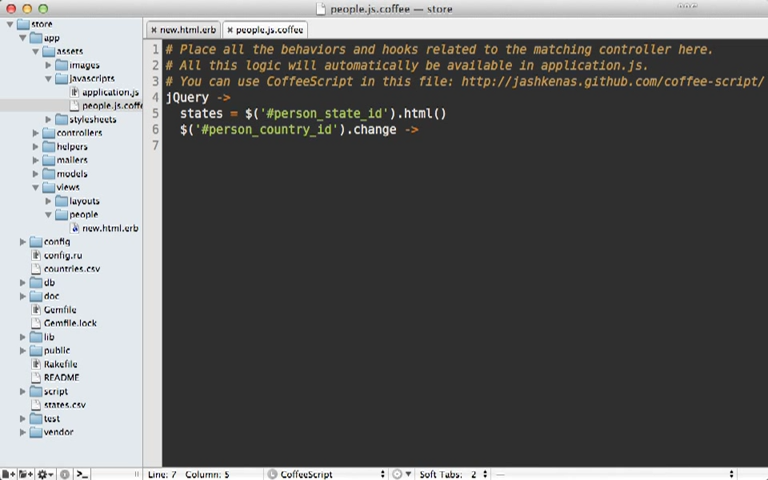 people.js.coffee — store
store
app
assets
images
javascripts
application.js
people.js.coff
stylesheets
controllers
helpers
mailers
models
views
layouts
people
new.html.erb
config
config.ru
countries.csv
db
doc
Gemfile
Gemfile.lock
lib
public
Rakefile
README
script
states.csv
test
vendor
new.html.erb
people.js.coffee
1 # Place all the behaviors and hooks related to the matching controller here.
2 # All this logic will automatically be available in application.js.
3 # You can use CoffeeScript in this file: http://jashkenas.github.com/coffee-script/
4 jQuery ->
5 states = $('#person_state_id').html()
6 $('#person_country_id').change ->
7
Line: 7 Column: 5 CoffeeScript Soft Tabs: 2 —